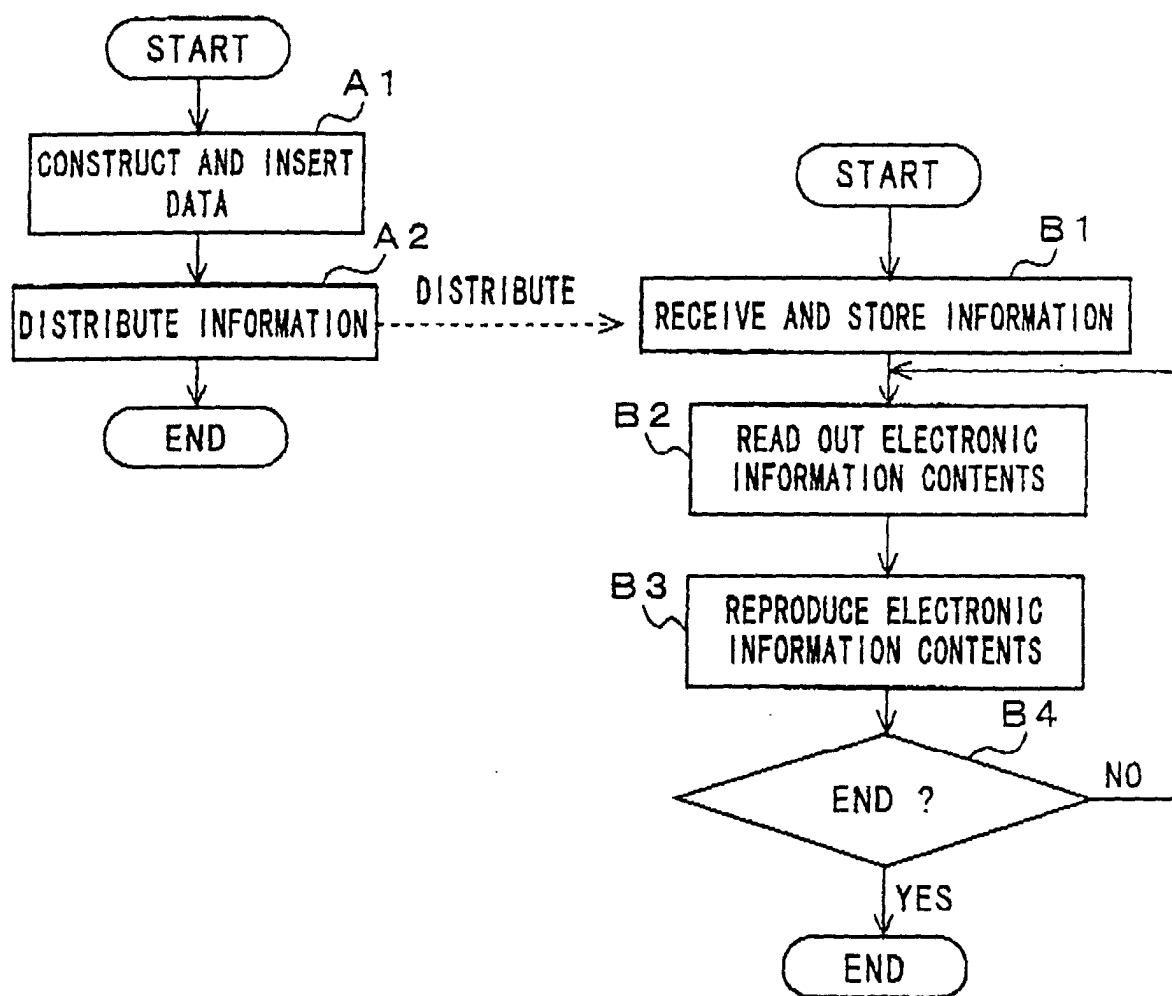 START
A1
CONSTRUCT AND INSERT
DATA
A2
DISTRIBUTE INFORMATION
DISTRIBUTE
END
START
B1
RECEIVE AND STORE INFORMATION
B2
READ OUT ELECTRONIC
INFORMATION CONTENTS
B3
REPRODUCE ELECTRONIC
INFORMATION CONTENTS
B4
END ?
NO
YES
END